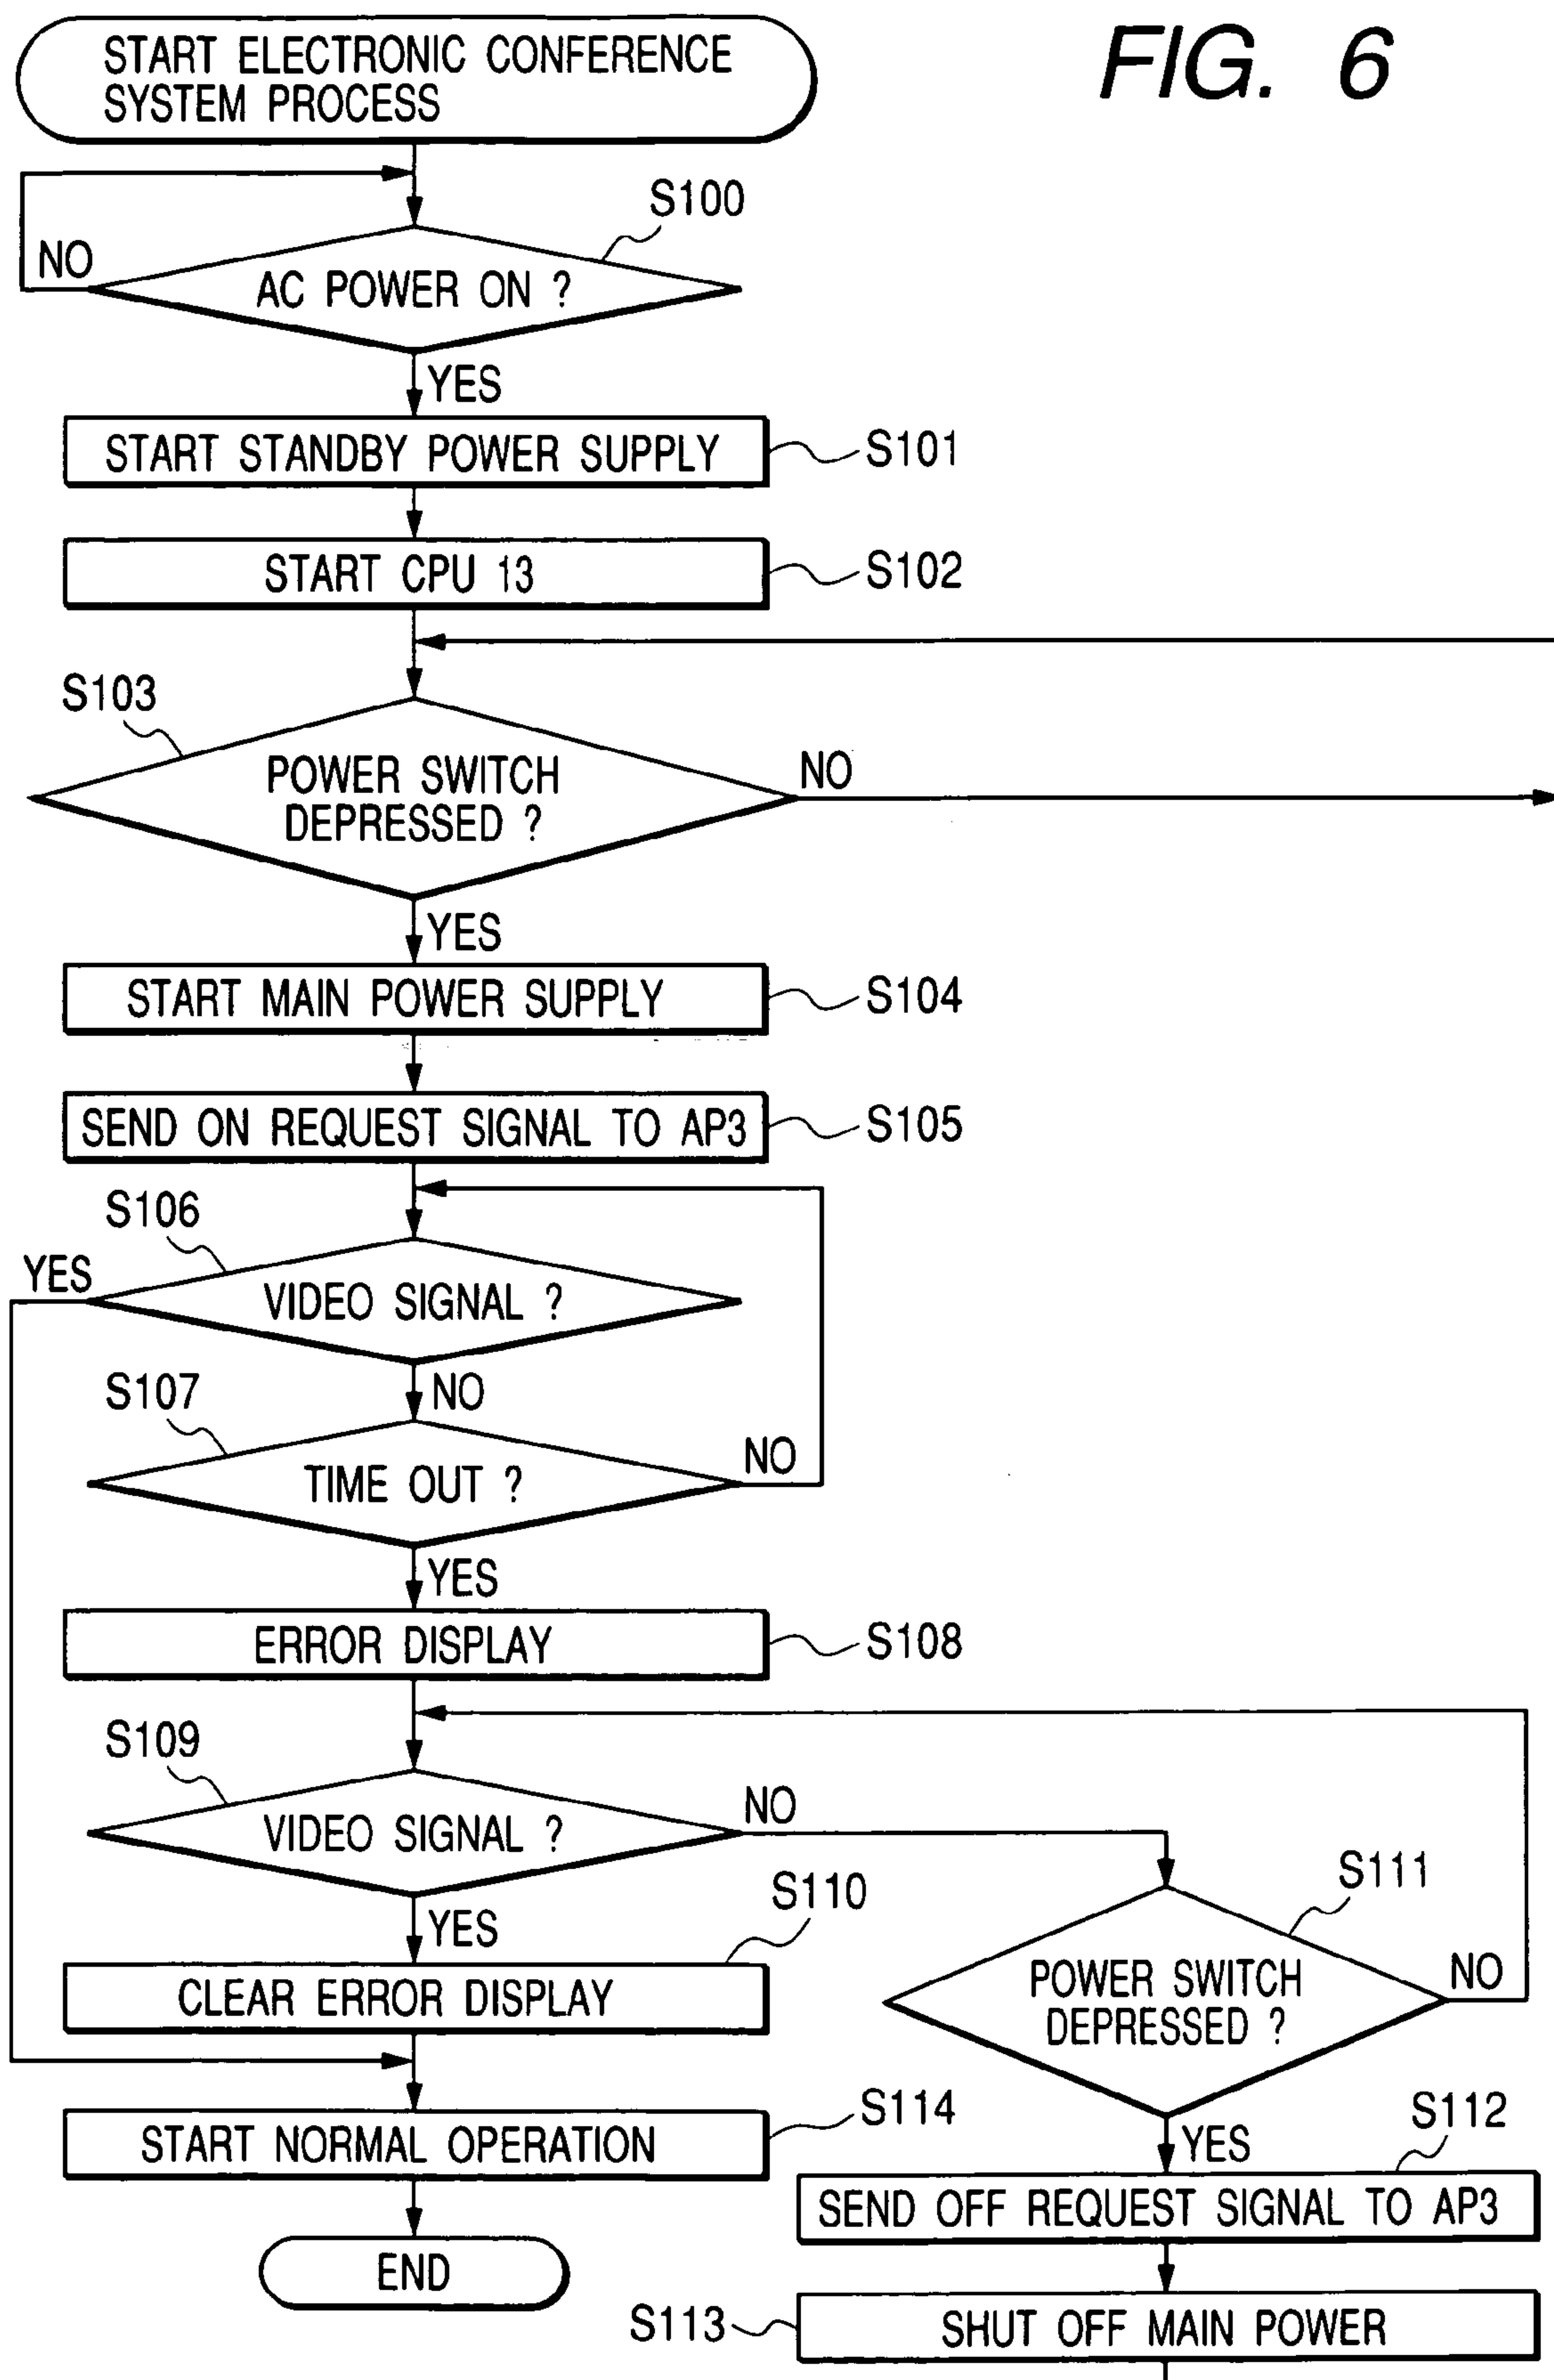 FIG. 6
START ELECTRONIC CONFERENCE
SYSTEM PROCESS
S100
NO
AC POWER ON ?
YES
START STANDBY POWER SUPPLY
S101
START CPU 13
S102
S103
POWER SWITCH
DEPRESSED ?
NO
YES
START MAIN POWER SUPPLY
S104
SEND ON REQUEST SIGNAL TO AP3
S105
S106
YES
VIDEO SIGNAL ?
NO
S107
TIME OUT ?
NO
YES
ERROR DISPLAY
S108
S109
VIDEO SIGNAL ?
NO
YES
S110
CLEAR ERROR DISPLAY
S111
POWER SWITCH
DEPRESSED ?
NO
YES
START NORMAL OPERATION
S114
END
S112
SEND OFF REQUEST SIGNAL TO AP3
S113
SHUT OFF MAIN POWER